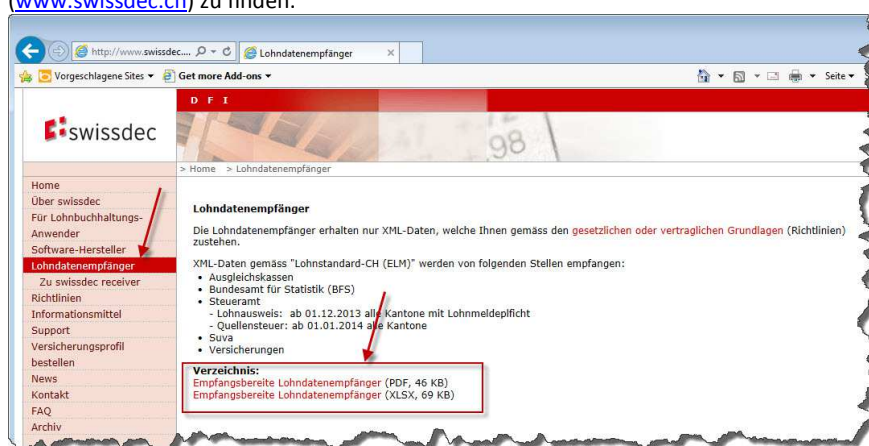 (www.swissdec.ch) zu finden.
http://www.swissdec....
Lohndatenempfänger
Vorgeschlagene Sites
Get more Add-ons
Seite
D F I
swissdec
98
> Home > Lohndatenempfänger
Home
Über swissdec
Für Lohnbuchhaltungs-
Anwender
Software-Hersteller
Lohndatenempfänger
Zu swissdec receiver
Richtlinien
Informationsmittel
Support
Versicherungsprofil
bestellen
News
Kontakt
FAQ
Archiv
Lohndatenempfänger
Die Lohndatenempfänger erhalten nur XML-Daten, welche Ihnen gemäss den gesetzlichen oder vertraglichen Grundlagen (Richtlinien)
zustehen.
XML-Daten gemäss "Lohnstandard-CH (ELM)" werden von folgenden Stellen empfangen:
• Ausgleichskassen
• Bundesamt für Statistik (BFS)
• Steueramt
- Lohnausweis: ab 01.12.2013 alle Kantone mit Lohnmeldeplficht
- Quellensteuer: ab 01.01.2014 alle Kantone
• Suva
• Versicherungen
Verzeichnis:
Empfangsbereite Lohndatenempfänger (PDF, 46 KB)
Empfangsbereite Lohndatenempfänger (XLSX, 69 KB)